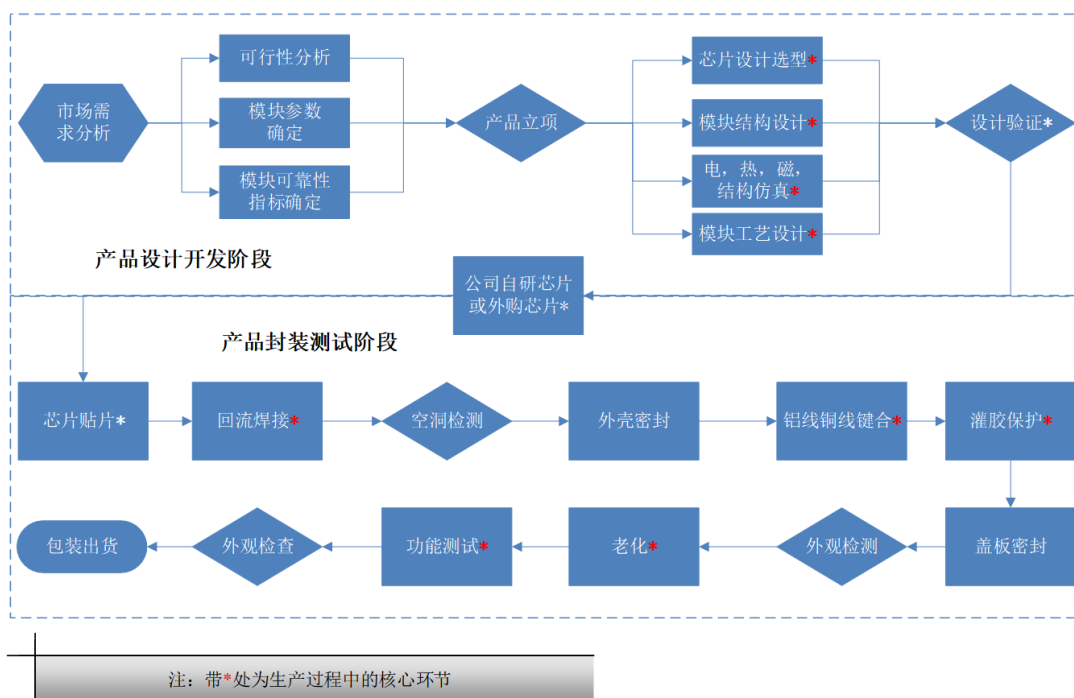 市场需
求分析
可行性分析
模块参数
确定
模块可靠性
指标确定
产品立项
芯片设计选型*
模块结构设计*
电，热，磁，
结构仿真*
模块工艺设计*
设计验证*
产品设计开发阶段
公司自研芯片
或外购芯片*
产品封装测试阶段
芯片贴片*
回流焊接*
空洞检测
外壳密封
铝线铜线键合*
灌胶保护*
盖板密封
外观检测
老化*
功能测试*
外观检查
包装出货
注：带*处为生产过程中的核心环节